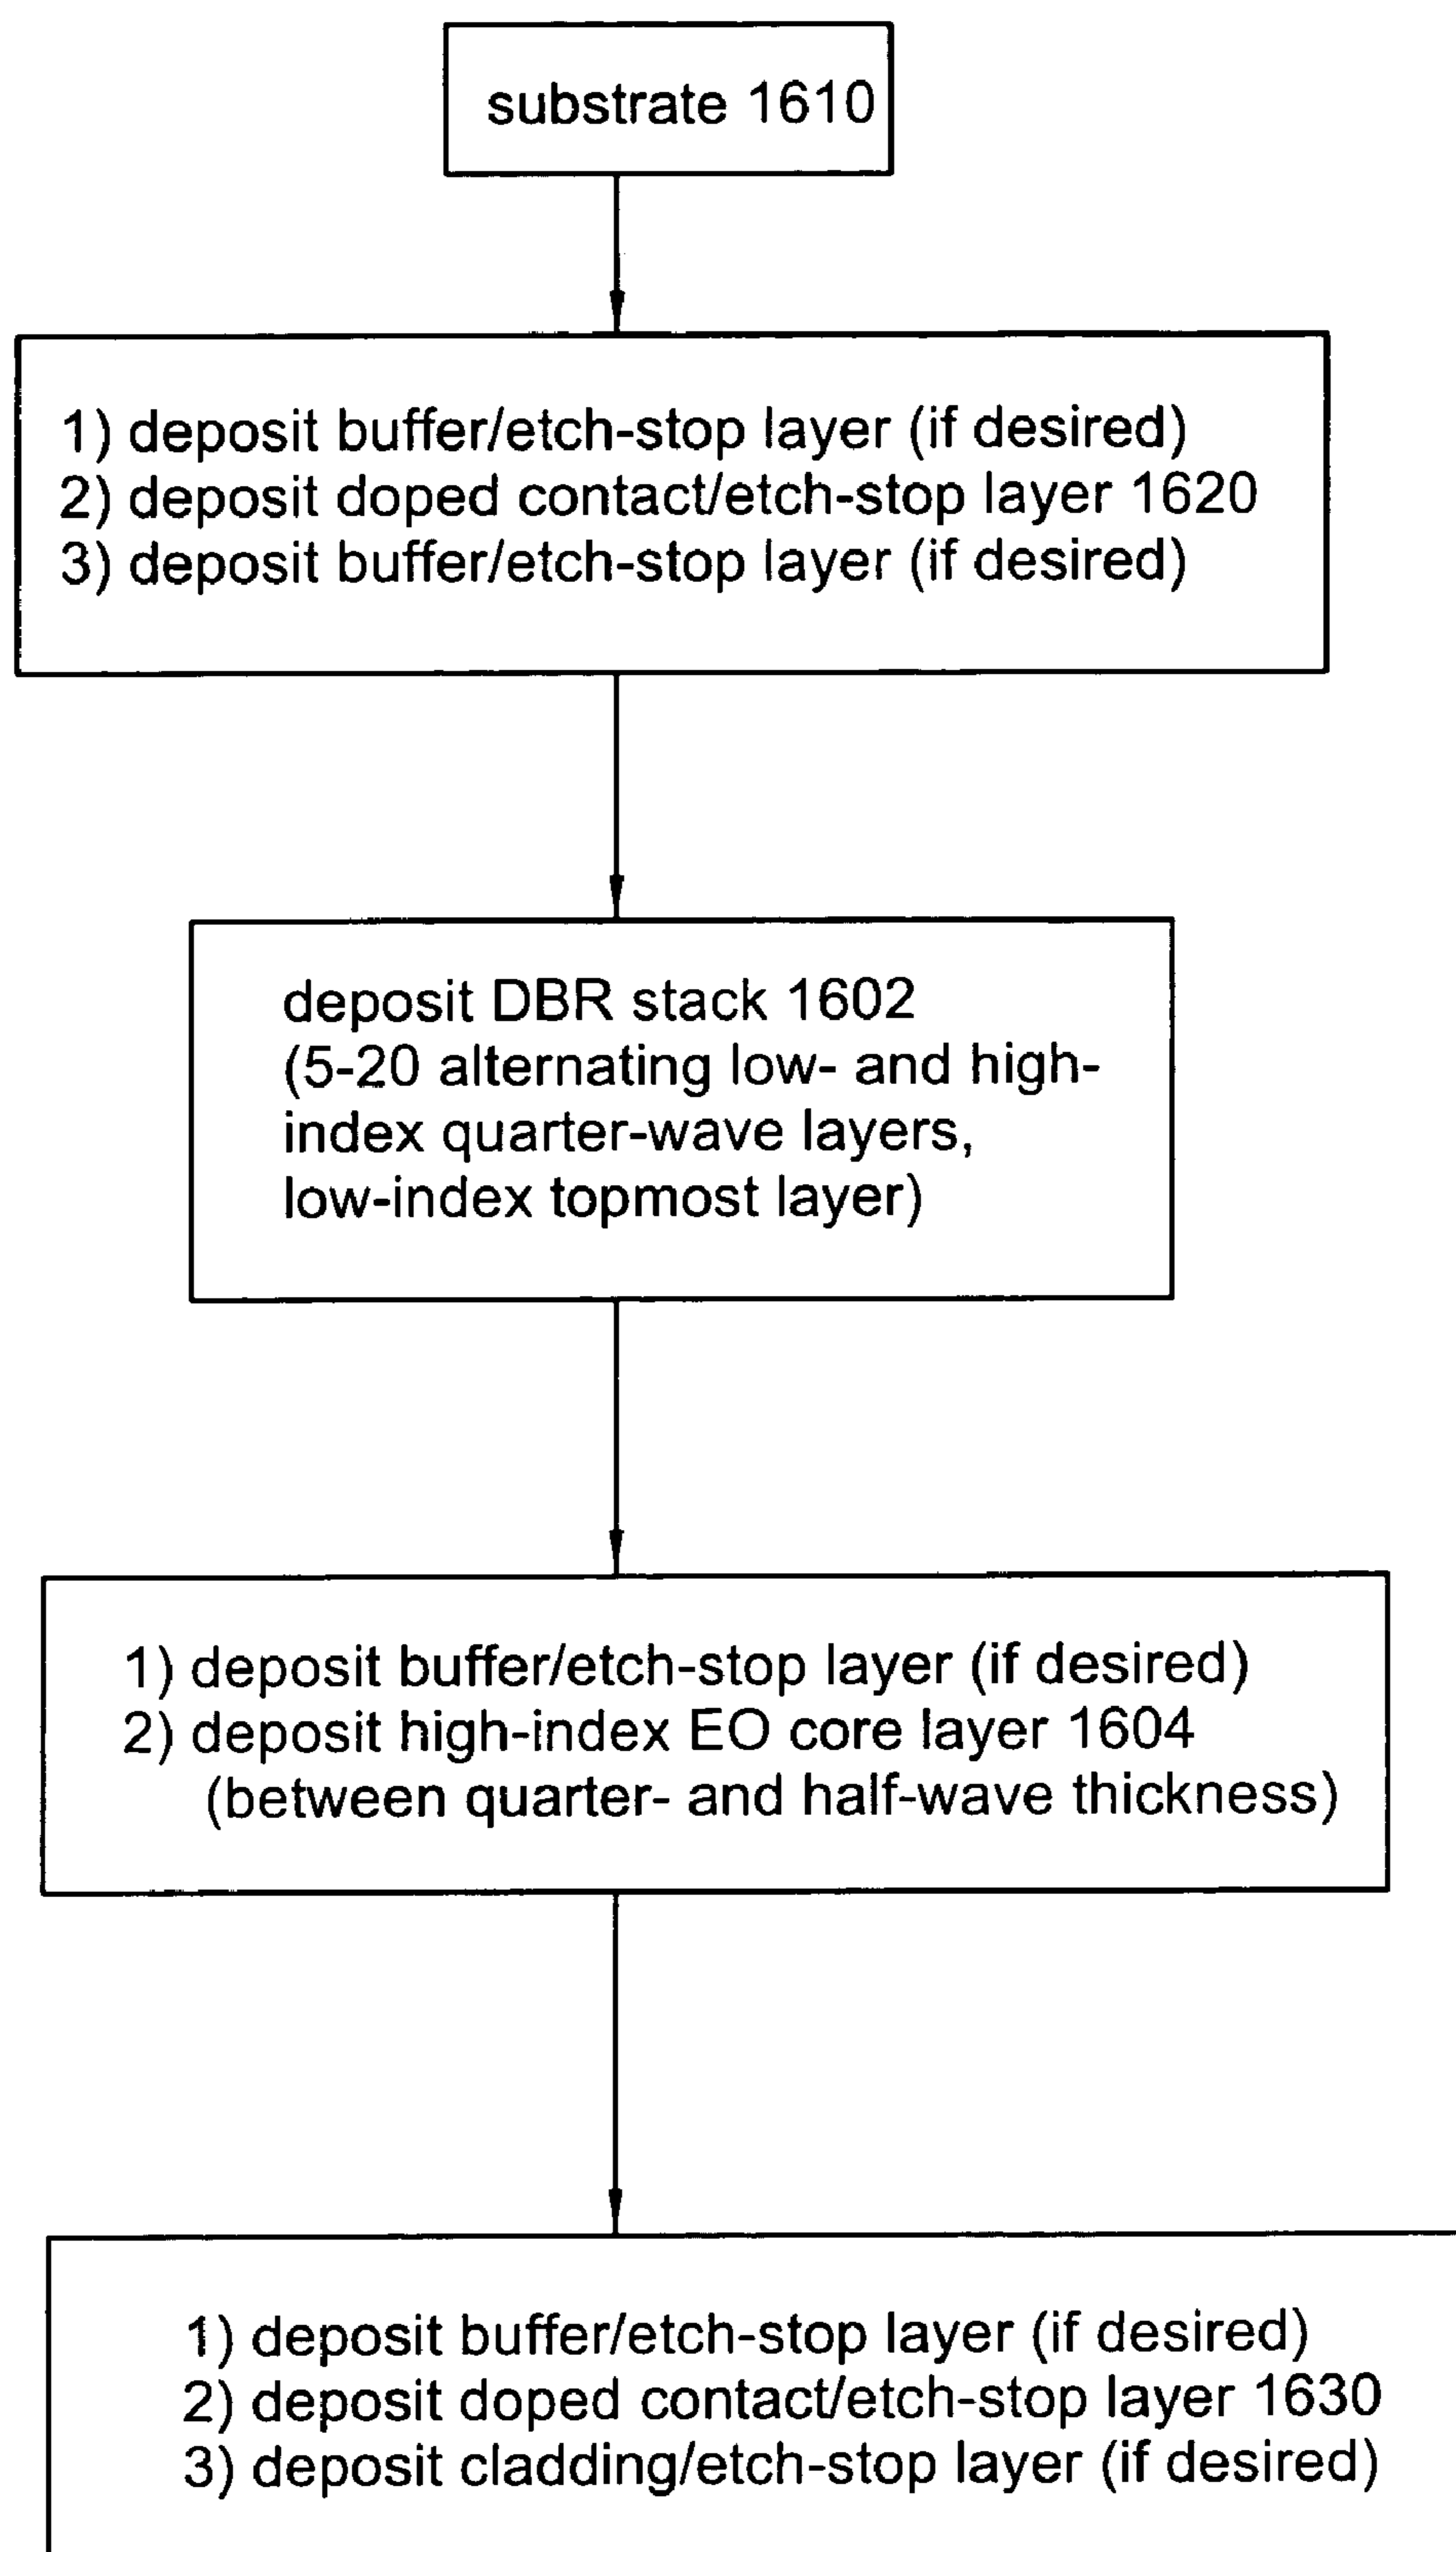 substrate 1610
1) deposit buffer/etch-stop layer (if desired)
2) deposit doped contact/etch-stop layer 1620
3) deposit buffer/etch-stop layer (if desired)
deposit DBR stack 1602
(5-20 alternating low- and high-
index quarter-wave layers,
low-index topmost layer)
1) deposit buffer/etch-stop layer (if desired)
2) deposit high-index EO core layer 1604
(between quarter- and half-wave thickness)
1) deposit buffer/etch-stop layer (if desired)
2) deposit doped contact/etch-stop layer 1630
3) deposit cladding/etch-stop layer (if desired)